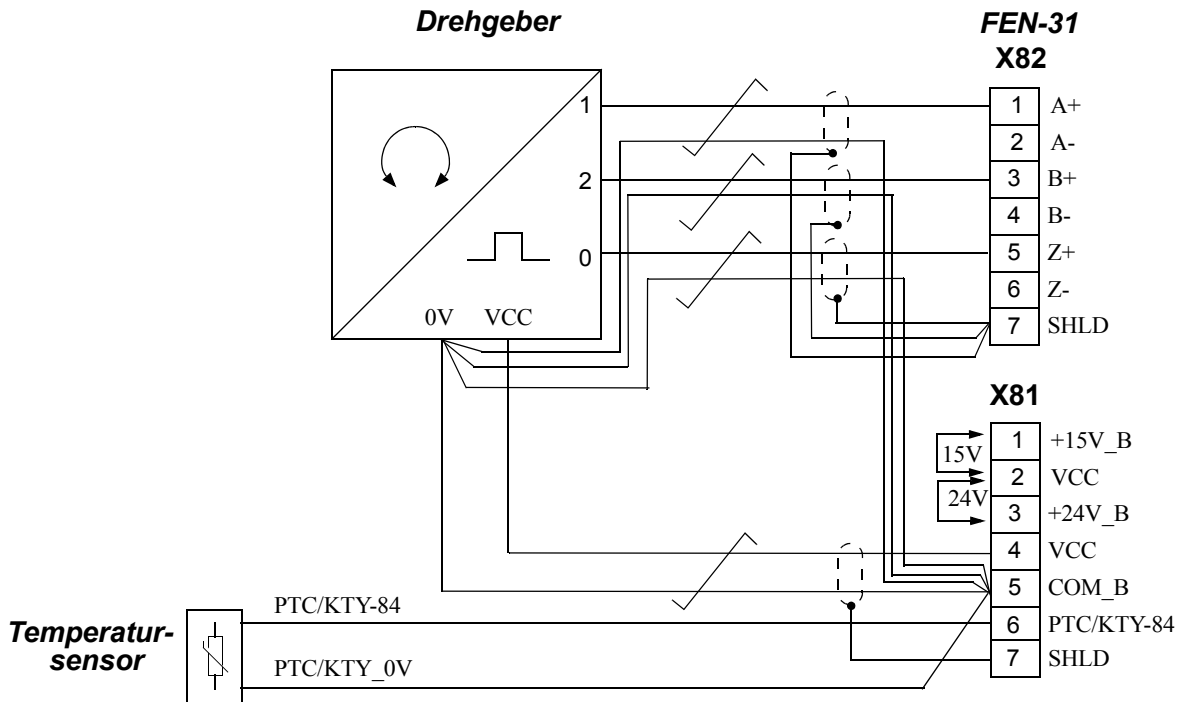 Drehgeber
FEN-31
X82
1
2
0
0V VCC
1 A+
2 A-
3 B+
4 B-
5 Z+
6 Z-
7 SHLD
X81
1 +15V_B
15V
2 VCC
24V
3 +24V_B
4 VCC
5 COM_B
6 PTC/KTY-84
7 SHLD
Temperatur-
sensor
PTC/KTY-84
PTC/KTY_0V